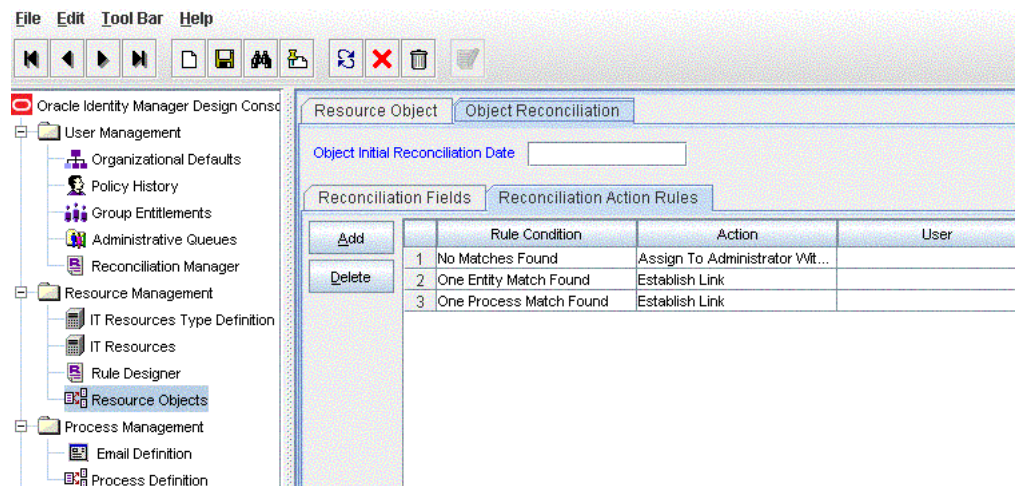 File Edit Tool Bar Help
Oracle Identity Manager Design Consc
User Management
Organizational Defaults
Policy History
Group Entitlements
Administrative Queues
Reconciliation Manager
Resource Management
IT Resources Type Definition
IT Resources
Rule Designer
Resource Objects
Process Management
Email Definition
Process Definition
Resource Object Object Reconciliation
Object Initial Reconciliation Date
Reconciliation Fields Reconciliation Action Rules
Add
Delete
Rule Condition Action User
1 No Matches Found Assign To Administrator Wit...
2 One Entity Match Found Establish Link
3 One Process Match Found Establish Link